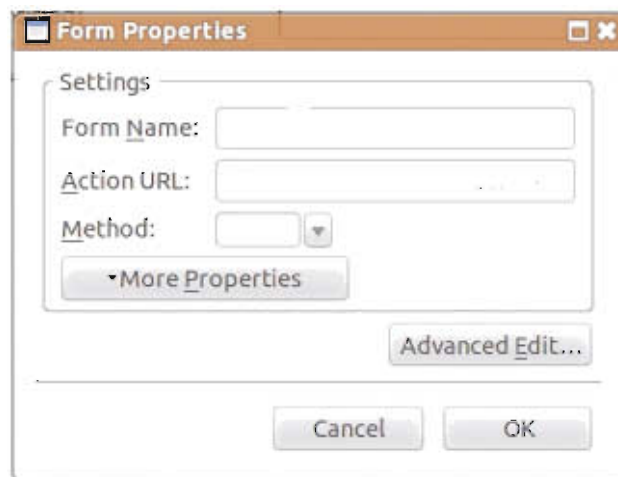 Form Properties
Settings
Form Name:
Action URL:
Method:
More Properties
Advanced Edit...
Cancel OK